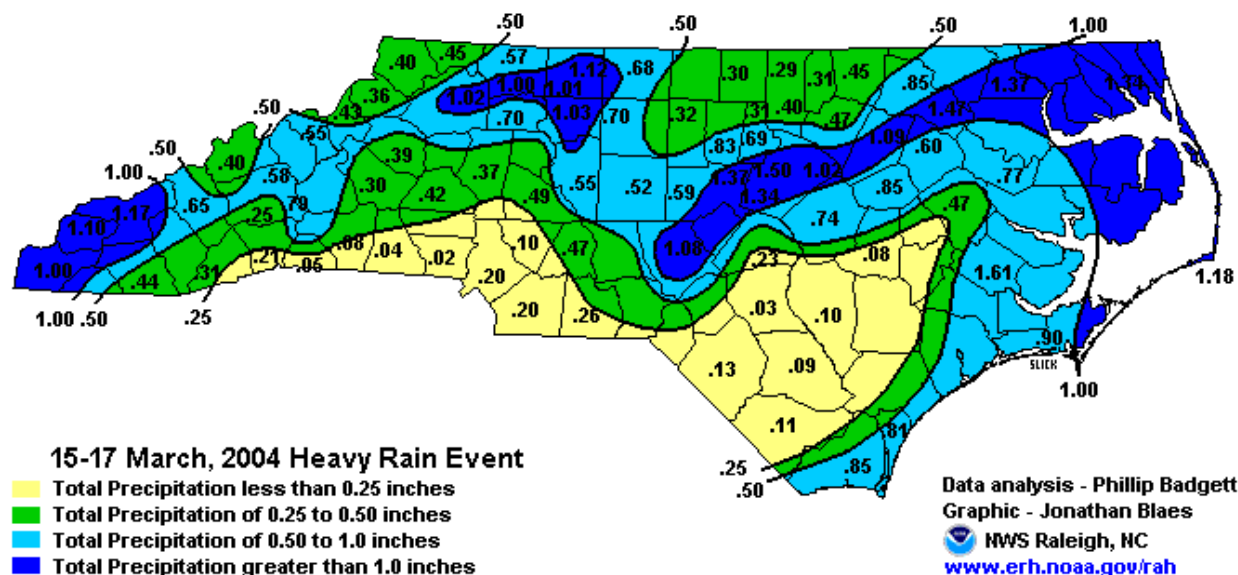 .50 .50 .50 1.00
.40 .45 .57 1.12 .68 .30 .29 .31 .45 .85 1.37 1.34
.50 .43 .36 1.02 1.00 1.01 1.03 .70 .70 .32 .31 .40 .47 1.47
.50 .40 .55 .58 .39 .37 .83 .69 1.09 .60
1.00 1.17 .65 .79 .30 .42 .49 .55 .52 .59 1.37 1.50 1.02 1.34 .85 .77
1.10 .25 .74 .47
1.00 .44 .31 .21 .05 .08 .04 .02 .10 .47 1.08 .23 .08 1.61 1.18
1.00 .50 .25 .20 .20 .26 .03 .10 .90
SLICK
1.00
.13 .09
.11 .81
.25
.50 .85
15-17 March, 2004 Heavy Rain Event
Total Precipitation less than 0.25 inches
Total Precipitation of 0.25 to 0.50 inches
Total Precipitation of 0.50 to 1.0 inches
Total Precipitation greater than 1.0 inches
Data analysis - Phillip Badgett
Graphic - Jonathan Blaes
NWS Raleigh, NC
www.erh.noaa.gov/rah